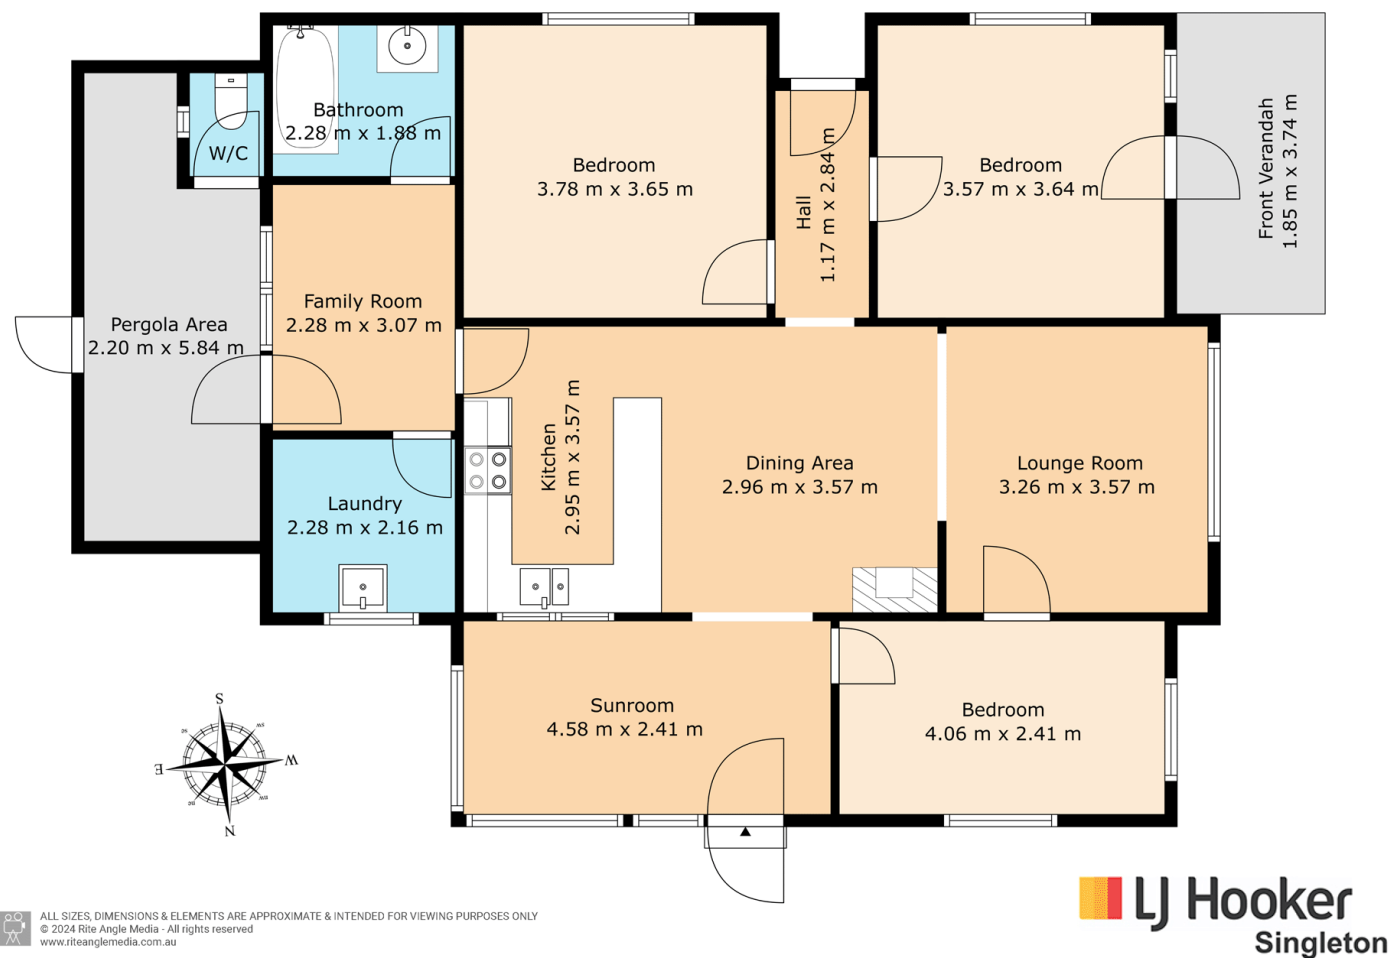 Bathroom
2.28 m x 1.88 m
W/C
Bedroom
3.78 m x 3.65 m
Hall
1.17 m x 2.84 m
Bedroom
3.57 m x 3.64 m
Front Verandah
1.85 m x 3.74 m
Pergola Area
2.20 m x 5.84 m
Family Room
2.28 m x 3.07 m
Kitchen
2.95 m x 3.57 m
Dining Area
2.96 m x 3.57 m
Lounge Room
3.26 m x 3.57 m
Laundry
2.28 m x 2.16 m
Sunroom
4.58 m x 2.41 m
Bedroom
4.06 m x 2.41 m
S
SE
SW
E
W
NE
NW
N
ALL SIZES, DIMENSIONS & ELEMENTS ARE APPROXIMATE & INTENDED FOR VIEWING PURPOSES ONLY
© 2024 Rite Angle Media - All rights reserved
www.riteanglemedia.com.au
LJ Hooker
Singleton